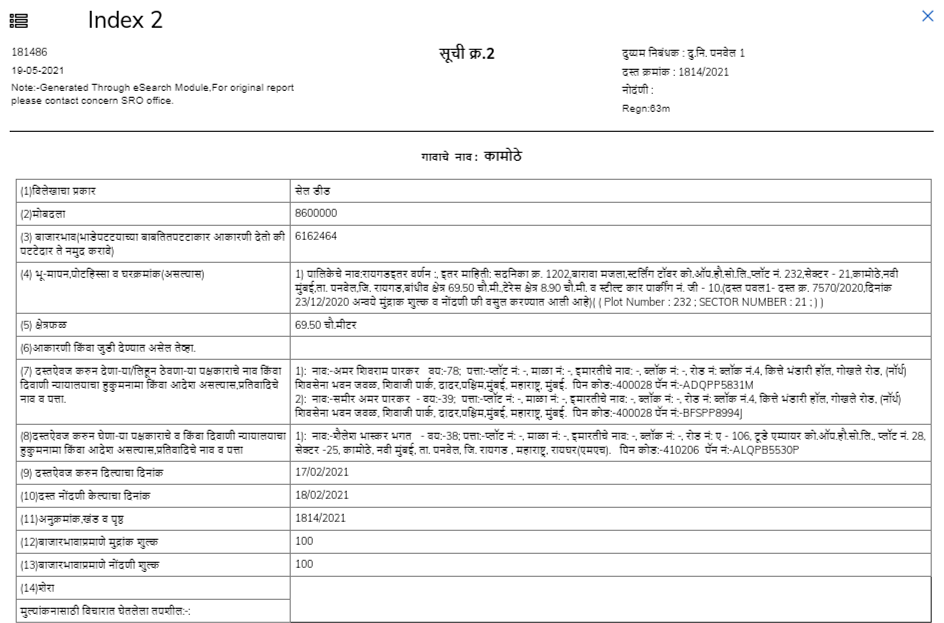 Index 2
181486
19-05-2021
Note:-Generated Through eSearch Module,For original report
please contact concern SRO office.
सूची क्र.2
दुय्यम निबंधक : दु.नि. पनवेल 1
दस्त क्रमांक : 1814/2021
नोदंणी :
Regn:63m
गावाचे नाव : कामोठे
(1)विलेखाचा प्रकार
सेल डीड
(2)मोबदला
8600000
(3) बाजारभाव(भाडेपटटयाच्या बाबतितपटटाकार आकारणी देतो की
पटटेदार ते नमुद करावे)
6162464
(4) भू-मापन,पोटहिस्सा व घरक्रमांक(असल्यास)
1) पालिकेचे नाव:रायगडइतर वर्णन :, इतर माहिती: सदनिका क्र. 1202,बारावा मजला,स्टर्लिंग टॉवर को.ऑप.हौ.सो.लि.,प्लॉट नं. 232,सेक्टर - 21,कामोठे,नवी
मुंबई,ता. पनवेल,जि. रायगड,बांधीव क्षेत्र 69.50 चौ.मी.,टेरेस क्षेत्र 8.90 चौ.मी. व स्टील्ट कार पार्कींग नं. जी - 10.(दस्त पवल1- दस्त क्र. 7570/2020,दिनांक
23/12/2020 अन्वये मुंद्राक शुल्क व नोंदणी फी वसुल करण्यात आली आहे)( ( Plot Number : 232 ; SECTOR NUMBER : 21 ; ) )
(5) क्षेत्रफळ
69.50 चौ.मीटर
(6)आकारणी किंवा जुडी देण्यात असेल तेव्हा.
(7) दस्तऐवज करुन देणा-या/लिहून ठेवणा-या पक्षकाराचे नाव किंवा
दिवाणी न्यायालयाचा हुकुमनामा किंवा आदेश असल्यास,प्रतिवादिचे
नाव व पत्ता.
1): नाव:-अमर शिवराम पारकर वय:-78; पत्ता:-प्लॉट नं: -, माळा नं: -, इमारतीचे नाव: -, ब्लॉक नं: -, रोड नं: ब्लॉक नं.4, कित्ते भंडारी हॉल, गोखले रोड, (नॉर्थ)
शिवसेना भवन जवळ, शिवाजी पार्क, दादर,पश्चिम,मुंबई, महाराष्ट्र, मुंबई. पिन कोड:-400028 पॅन नं:-ADQPP5831M
2): नाव:-समीर अमर पारकर - वय:-39; पत्ता:-प्लॉट नं: -, माळा नं: -, इमारतीचे नाव: -, ब्लॉक नं: -, रोड नं: ब्लॉक नं.4, कित्ते भंडारी हॉल, गोखले रोड, (नॉर्थ)
शिवसेना भवन जवळ, शिवाजी पार्क, दादर,पश्चिम,मुंबई, महाराष्ट्र, मुंबई. पिन कोड:-400028 पॅन नं:-BFSPP8994J
(8)दस्तऐवज करुन घेणा-या पक्षकाराचे व किंवा दिवाणी न्यायालयाचा
हुकुमनामा किंवा आदेश असल्यास,प्रतिवादिचे नाव व पत्ता
1): नाव:-शैलेश भास्कर भगत - वय:-38; पत्ता:-प्लॉट नं: -, माळा नं: -, इमारतीचे नाव: -, ब्लॉक नं: -, रोड नं: ए - 106, टूडे एम्पायर को.ऑप.हौ.सो.लि., प्लॉट नं. 28,
सेक्टर -25, कामोठे, नवी मुंबई, ता. पनवेल, जि. रायगड , महाराष्ट्र, रायघर(एमएच). पिन कोड:-410206 पॅन नं:-ALQPB5530P
(9) दस्तऐवज करुन दिल्याचा दिनांक
17/02/2021
(10)दस्त नोंदणी केल्याचा दिनांक
18/02/2021
(11)अनुक्रमांक,खंड व पृष्ठ
1814/2021
(12)बाजारभावाप्रमाणे मुद्रांक शुल्क
100
(13)बाजारभावाप्रमाणे नोंदणी शुल्क
100
(14)शेरा
मुल्यांकनासाठी विचारात घेतलेला तपशील:-: